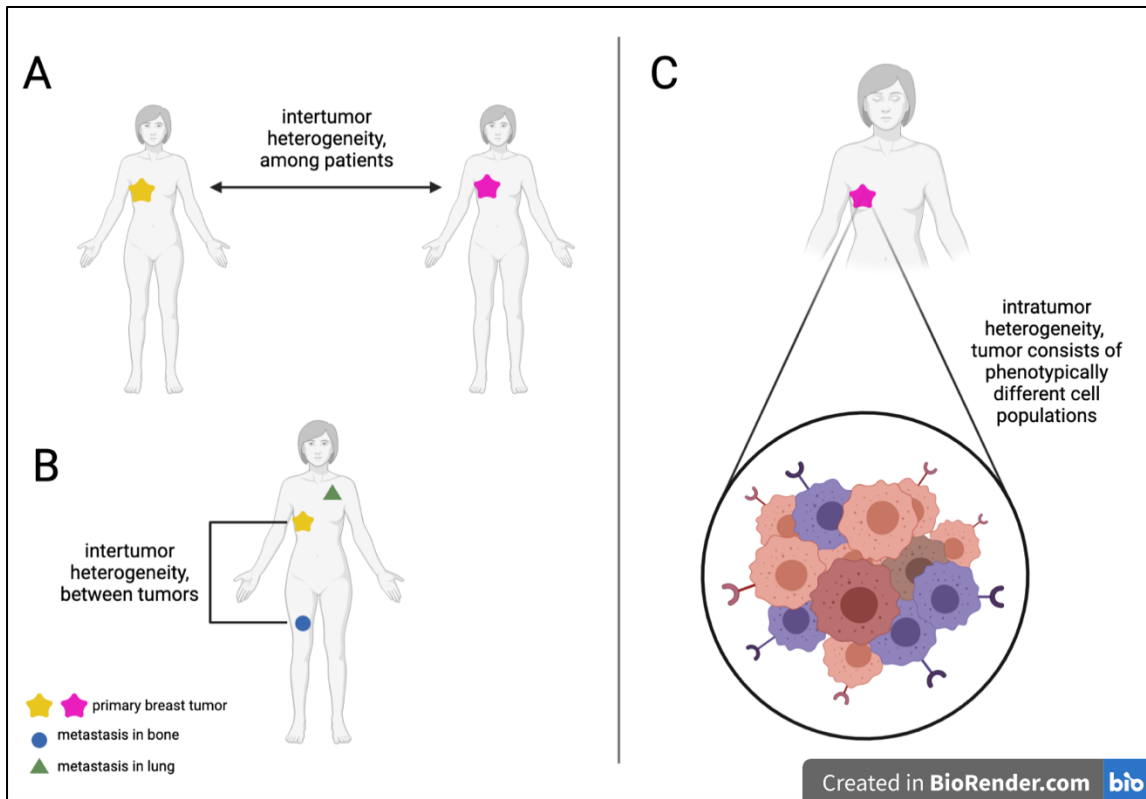 A
intertumor
heterogeneity,
among patients
B
intertumor
heterogeneity,
between tumors
primary breast tumor
metastasis in bone
metastasis in lung
C
intratumor
heterogeneity,
tumor consists of
phenotypically
different cell
populations
Created in BioRender.com bio